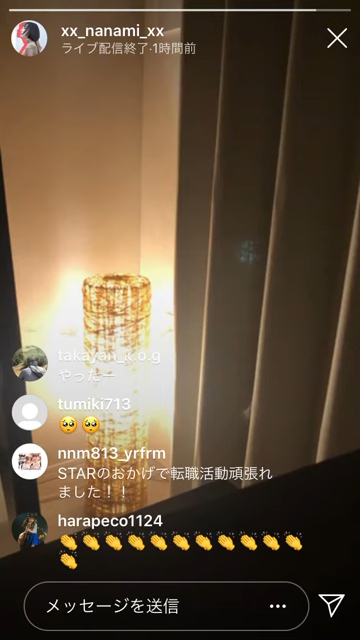 xx_nanami_xx
ライブ配信終了·1時間前
takayan_k.o.g
やったー
tumiki713
🥺🥺
nnm813_yrfrm
STARのおかげで転職活動頑張れ
ました！！
harapeco1124
👏👏👏👏👏👏👏👏👏👏👏
👏
メッセージを送信